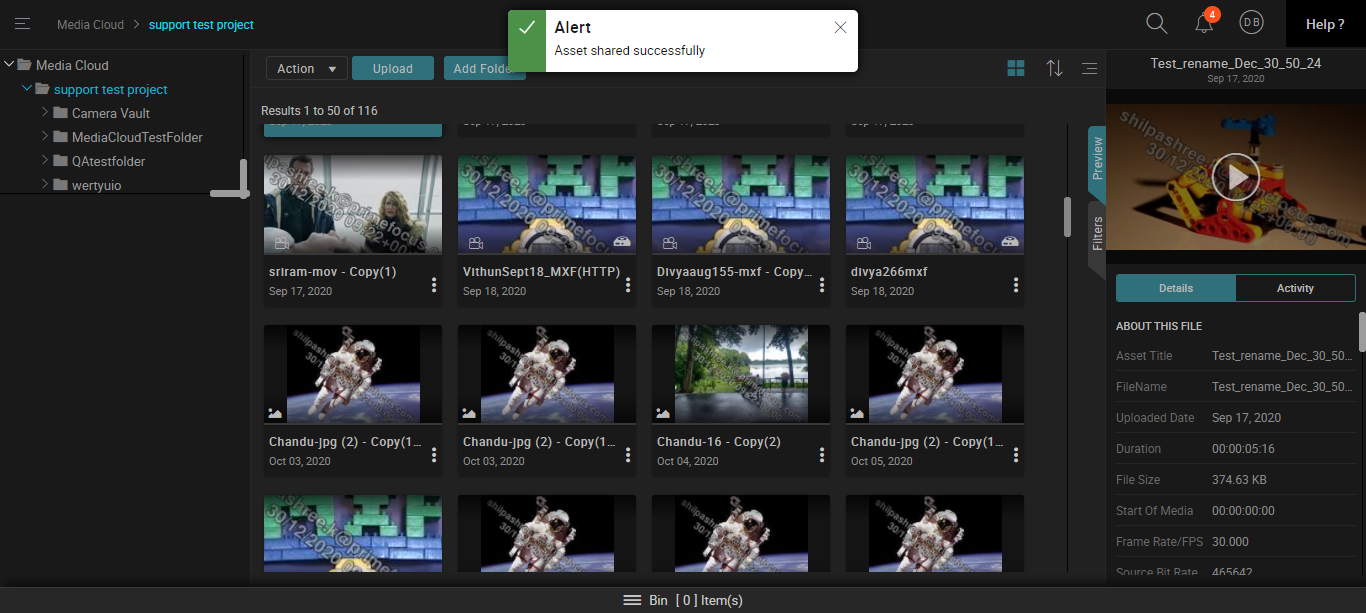 Media Cloud > support test project
Alert
Asset shared successfully
4
DB
Help ?
Media Cloud
support test project
Camera Vault
MediaCloudTestFolder
QAtestfolder
wertyuio
Action
Upload
Add Folde
Results 1 to 50 of 116
sriram-mov - Copy(1)
Sep 17, 2020
VithunSept18_MXF(HTTP)
Sep 18, 2020
Divyaaug155-mxf - Copy...
Sep 18, 2020
divya266mxf
Sep 18, 2020
Chandu-jpg (2) - Copy(1...
Oct 03, 2020
Chandu-jpg (2) - Copy(1...
Oct 03, 2020
Chandu-16 - Copy(2)
Oct 04, 2020
Chandu-jpg (2) - Copy(1...
Oct 05, 2020
Preview
Filters
Test_rename_Dec_30_50_24
Sep 17, 2020
Details
Activity
ABOUT THIS FILE
Asset Title Test_rename_Dec_30_50...
FileName Test_rename_Dec_30_50...
Uploaded Date Sep 17, 2020
Duration 00:00:05:16
File Size 374.63 KB
Start Of Media 00:00:00:00
Frame Rate/FPS 30.000
Source Bit Rate 465642
Bin [ 0 ] Item(s)